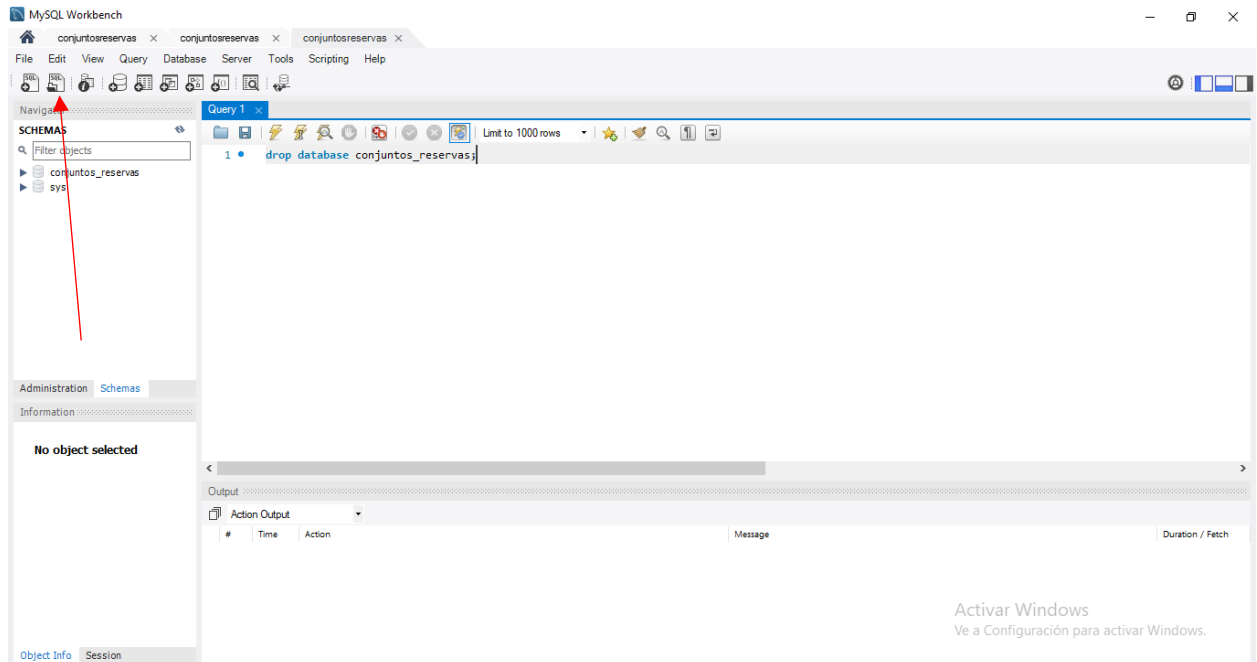 MySQL Workbench
conjuntosreservas conjuntosreservas conjuntosreservas
File Edit View Query Database Server Tools Scripting Help
SQL SQL
Query 1
SCHEMAS
Limit to 1000 rows
Filter objects
1 drop database conjuntos_reservas;
conjuntos_reservas
sys
Administration Schemas
Information
No object selected
Output
Action Output
# Time Action Message Duration / Fetch
Activar Windows
Ve a Configuración para activar Windows.
Object Info Session